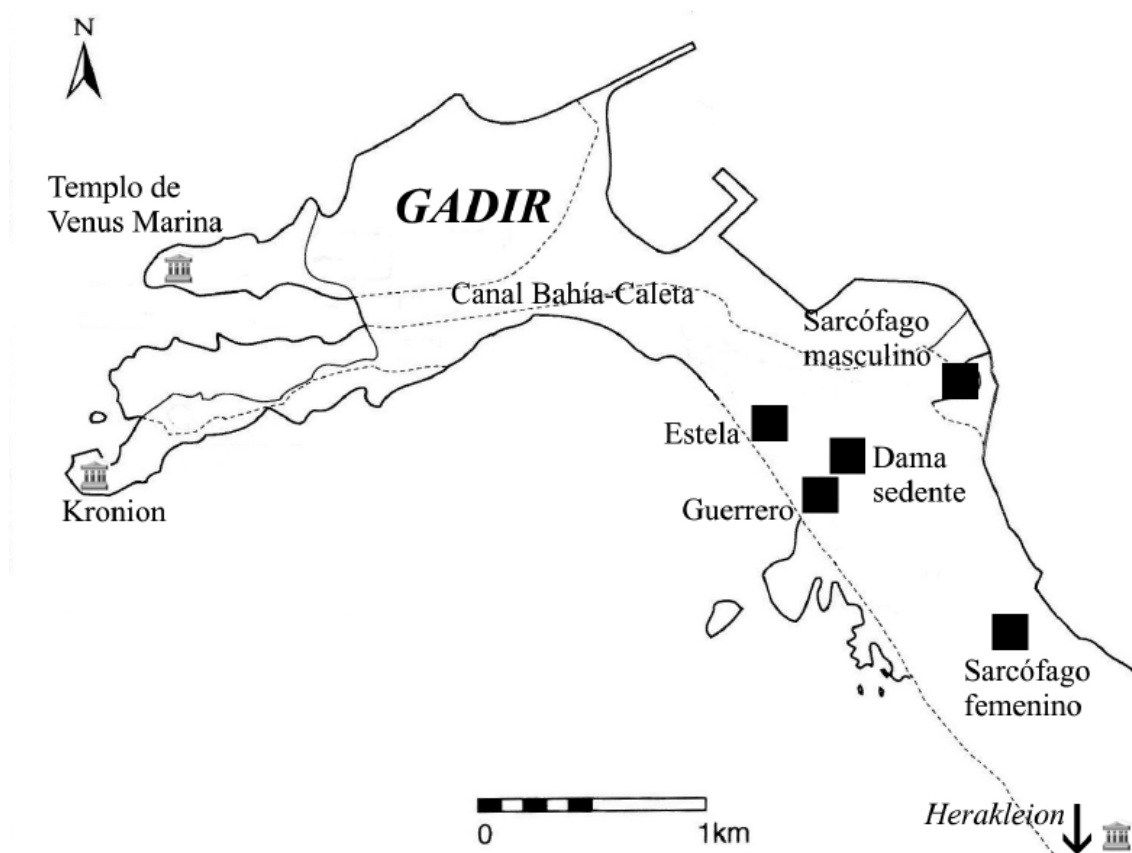 N
Templo de
Venus Marina
GADIR
Canal Bahía-Caleta
Sarcófago
masculino
Estela
Dama
sedente
Guerrero
Kronion
Sarcófago
femenino
Herakleion
0 1km